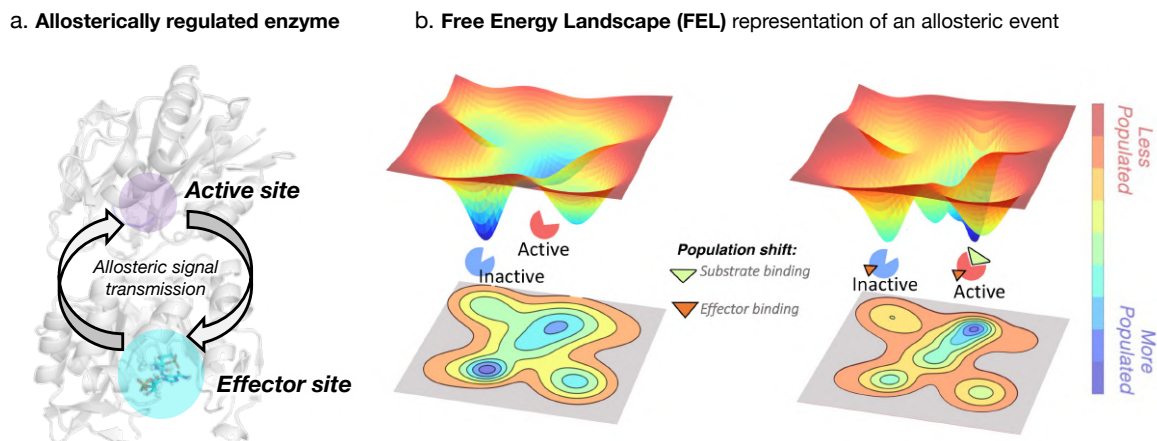 a. Allosterically regulated enzyme
b. Free Energy Landscape (FEL) representation of an allosteric event
Active site
Allosteric signal
transmission
Effector site
Active
Inactive
Population shift:
Substrate binding
Effector binding
Inactive
Active
Less
Populated
More
Populated